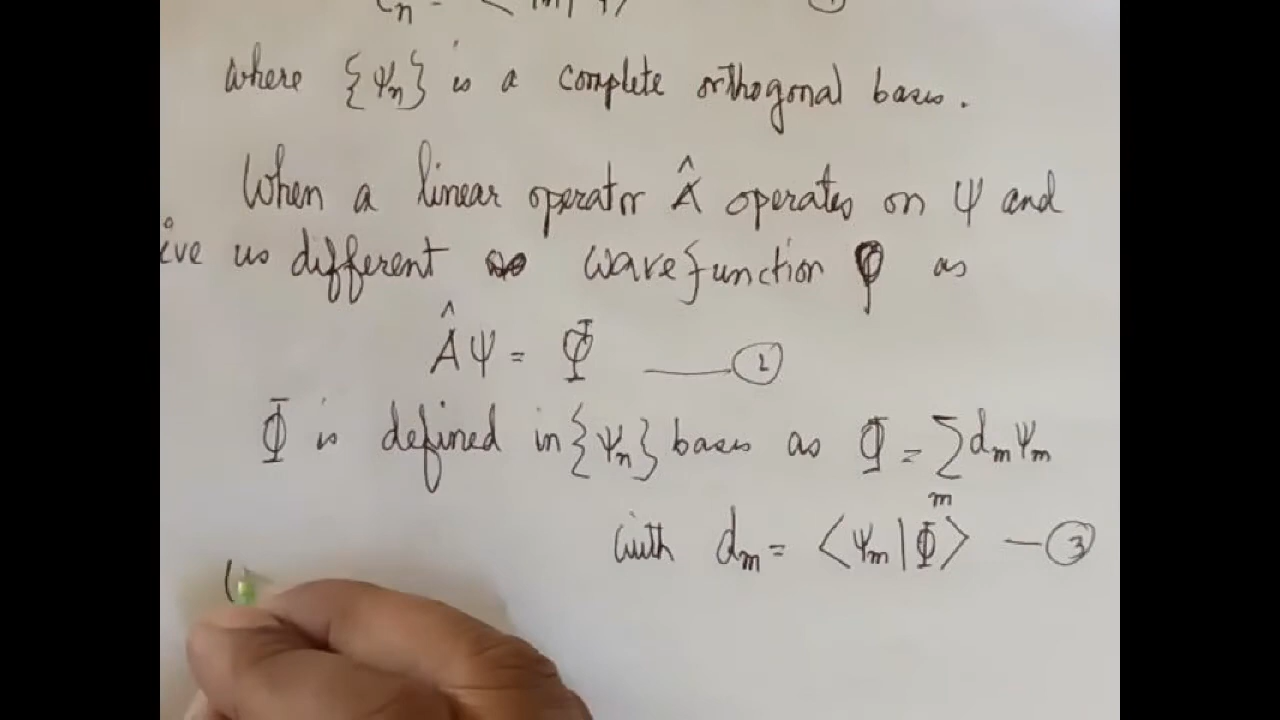 where {ψn} is a complete orthogonal basis.
When a linear operator Â operates on ψ and
ive us different wavefunction Φ as
Âψ = Φ —— ②
Φ is defined in {ψn} basis as Φ = ∑ dmψm
m
with dm = ⟨ψm|Φ⟩ — ③